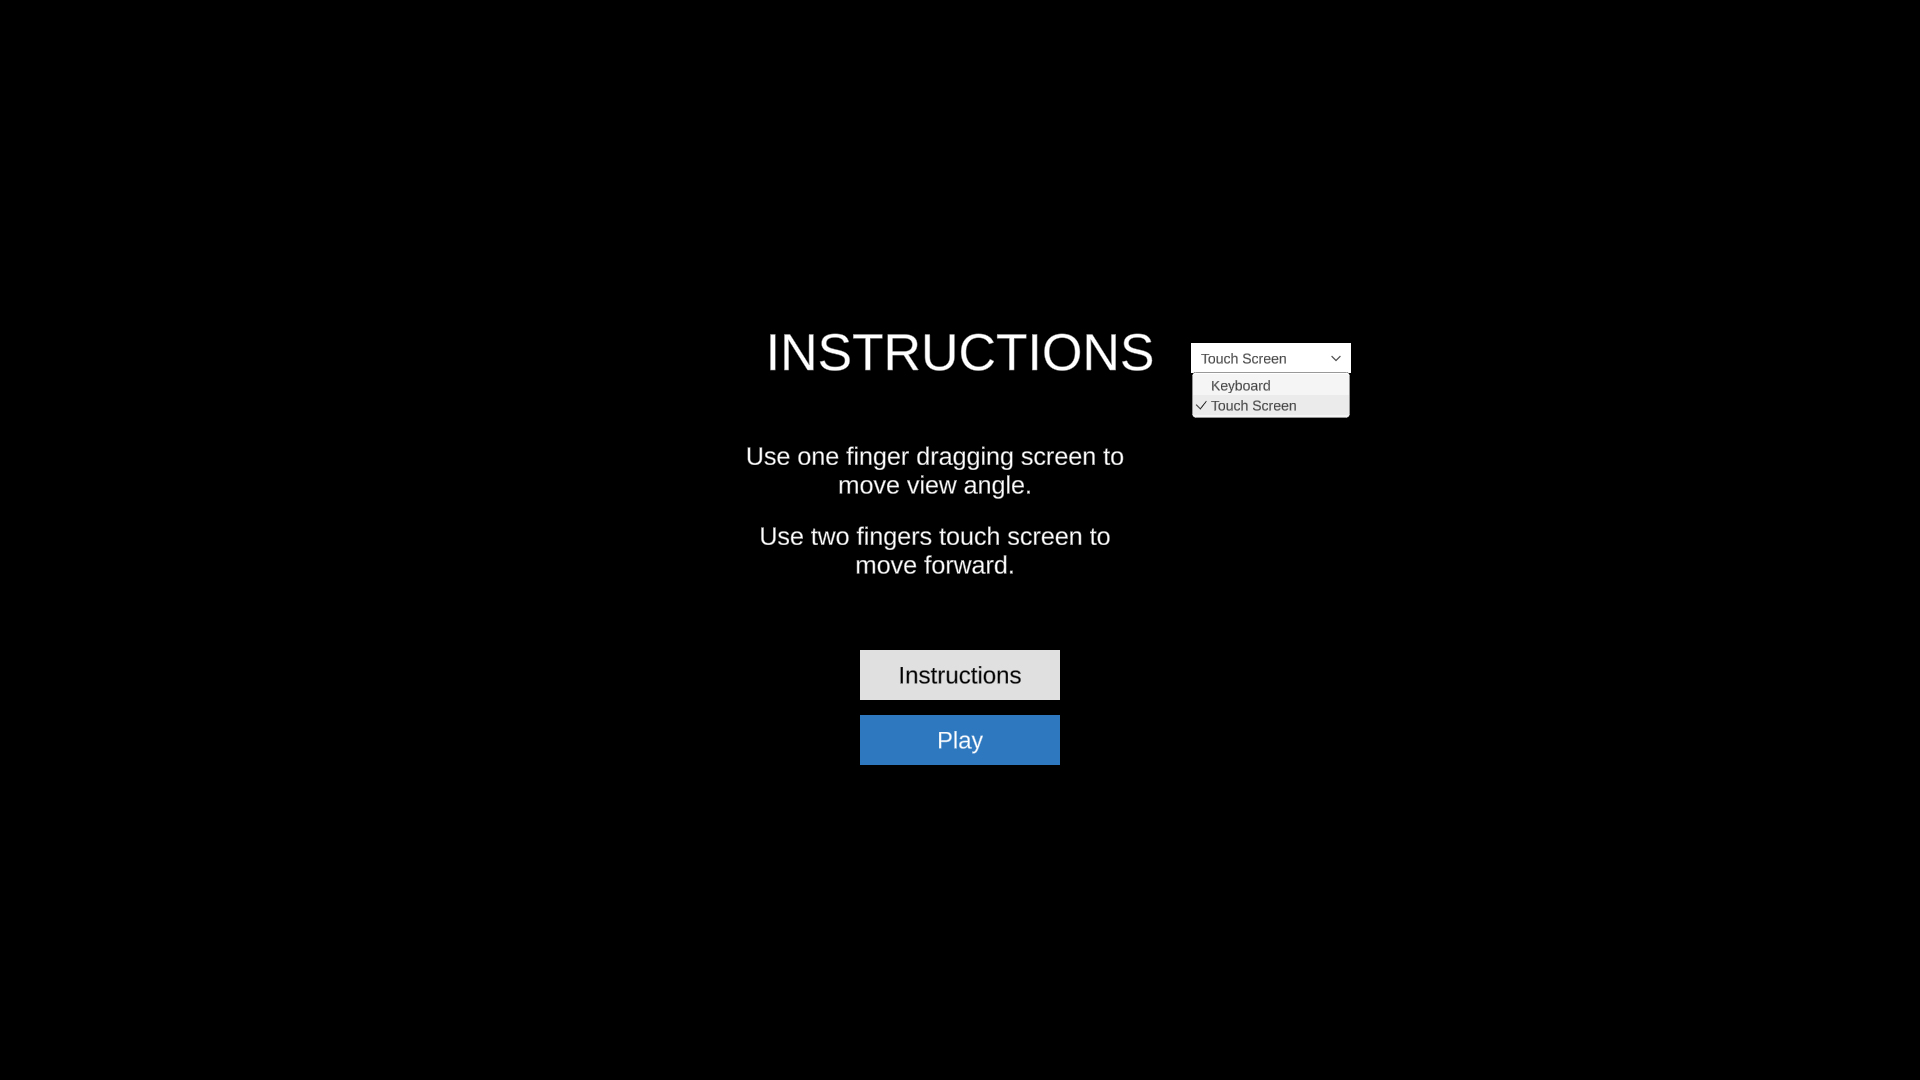 INSTRUCTIONS
Touch Screen
Keyboard
Touch Screen
Use one finger dragging screen to
move view angle.
Use two fingers touch screen to
move forward.
Instructions
Play